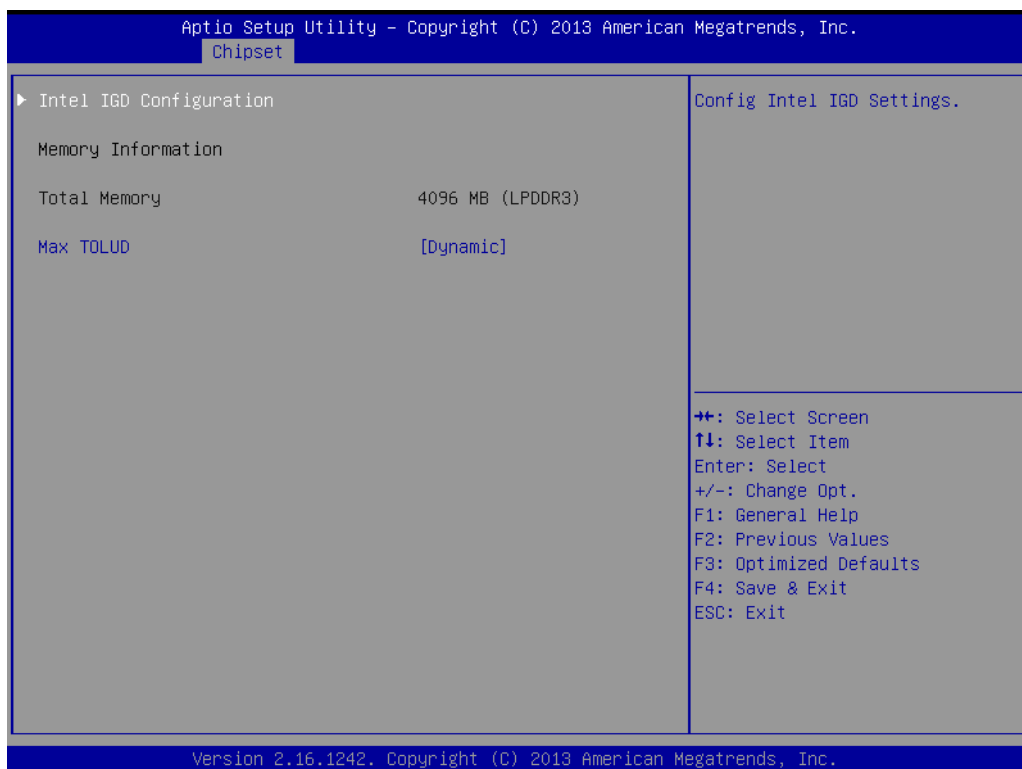 Aptio Setup Utility – Copyright (C) 2013 American Megatrends, Inc.
Chipset
▶ Intel IGD Configuration
Memory Information
Total Memory 4096 MB (LPDDR3)
Max TOLUD [Dynamic]
Config Intel IGD Settings.
→←: Select Screen
↑↓: Select Item
Enter: Select
+/-: Change Opt.
F1: General Help
F2: Previous Values
F3: Optimized Defaults
F4: Save & Exit
ESC: Exit
Version 2.16.1242. Copyright (C) 2013 American Megatrends, Inc.